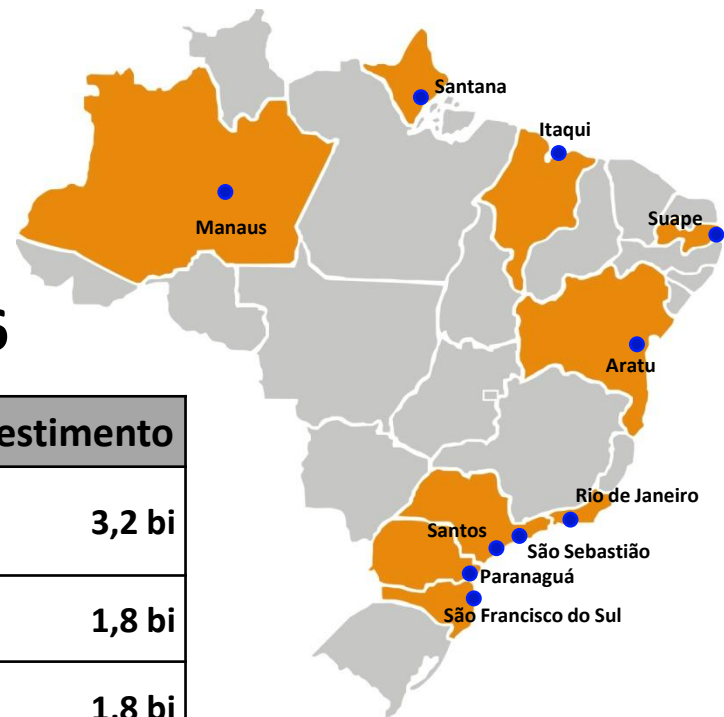 Santana
Itaqui
Suape
Manaus
Aratu
estimento
3,2 bi
1,8 bi
1,8 bi
Rio de Janeiro
Santos
São Sebastião
Paranaguá
São Francisco do Sul